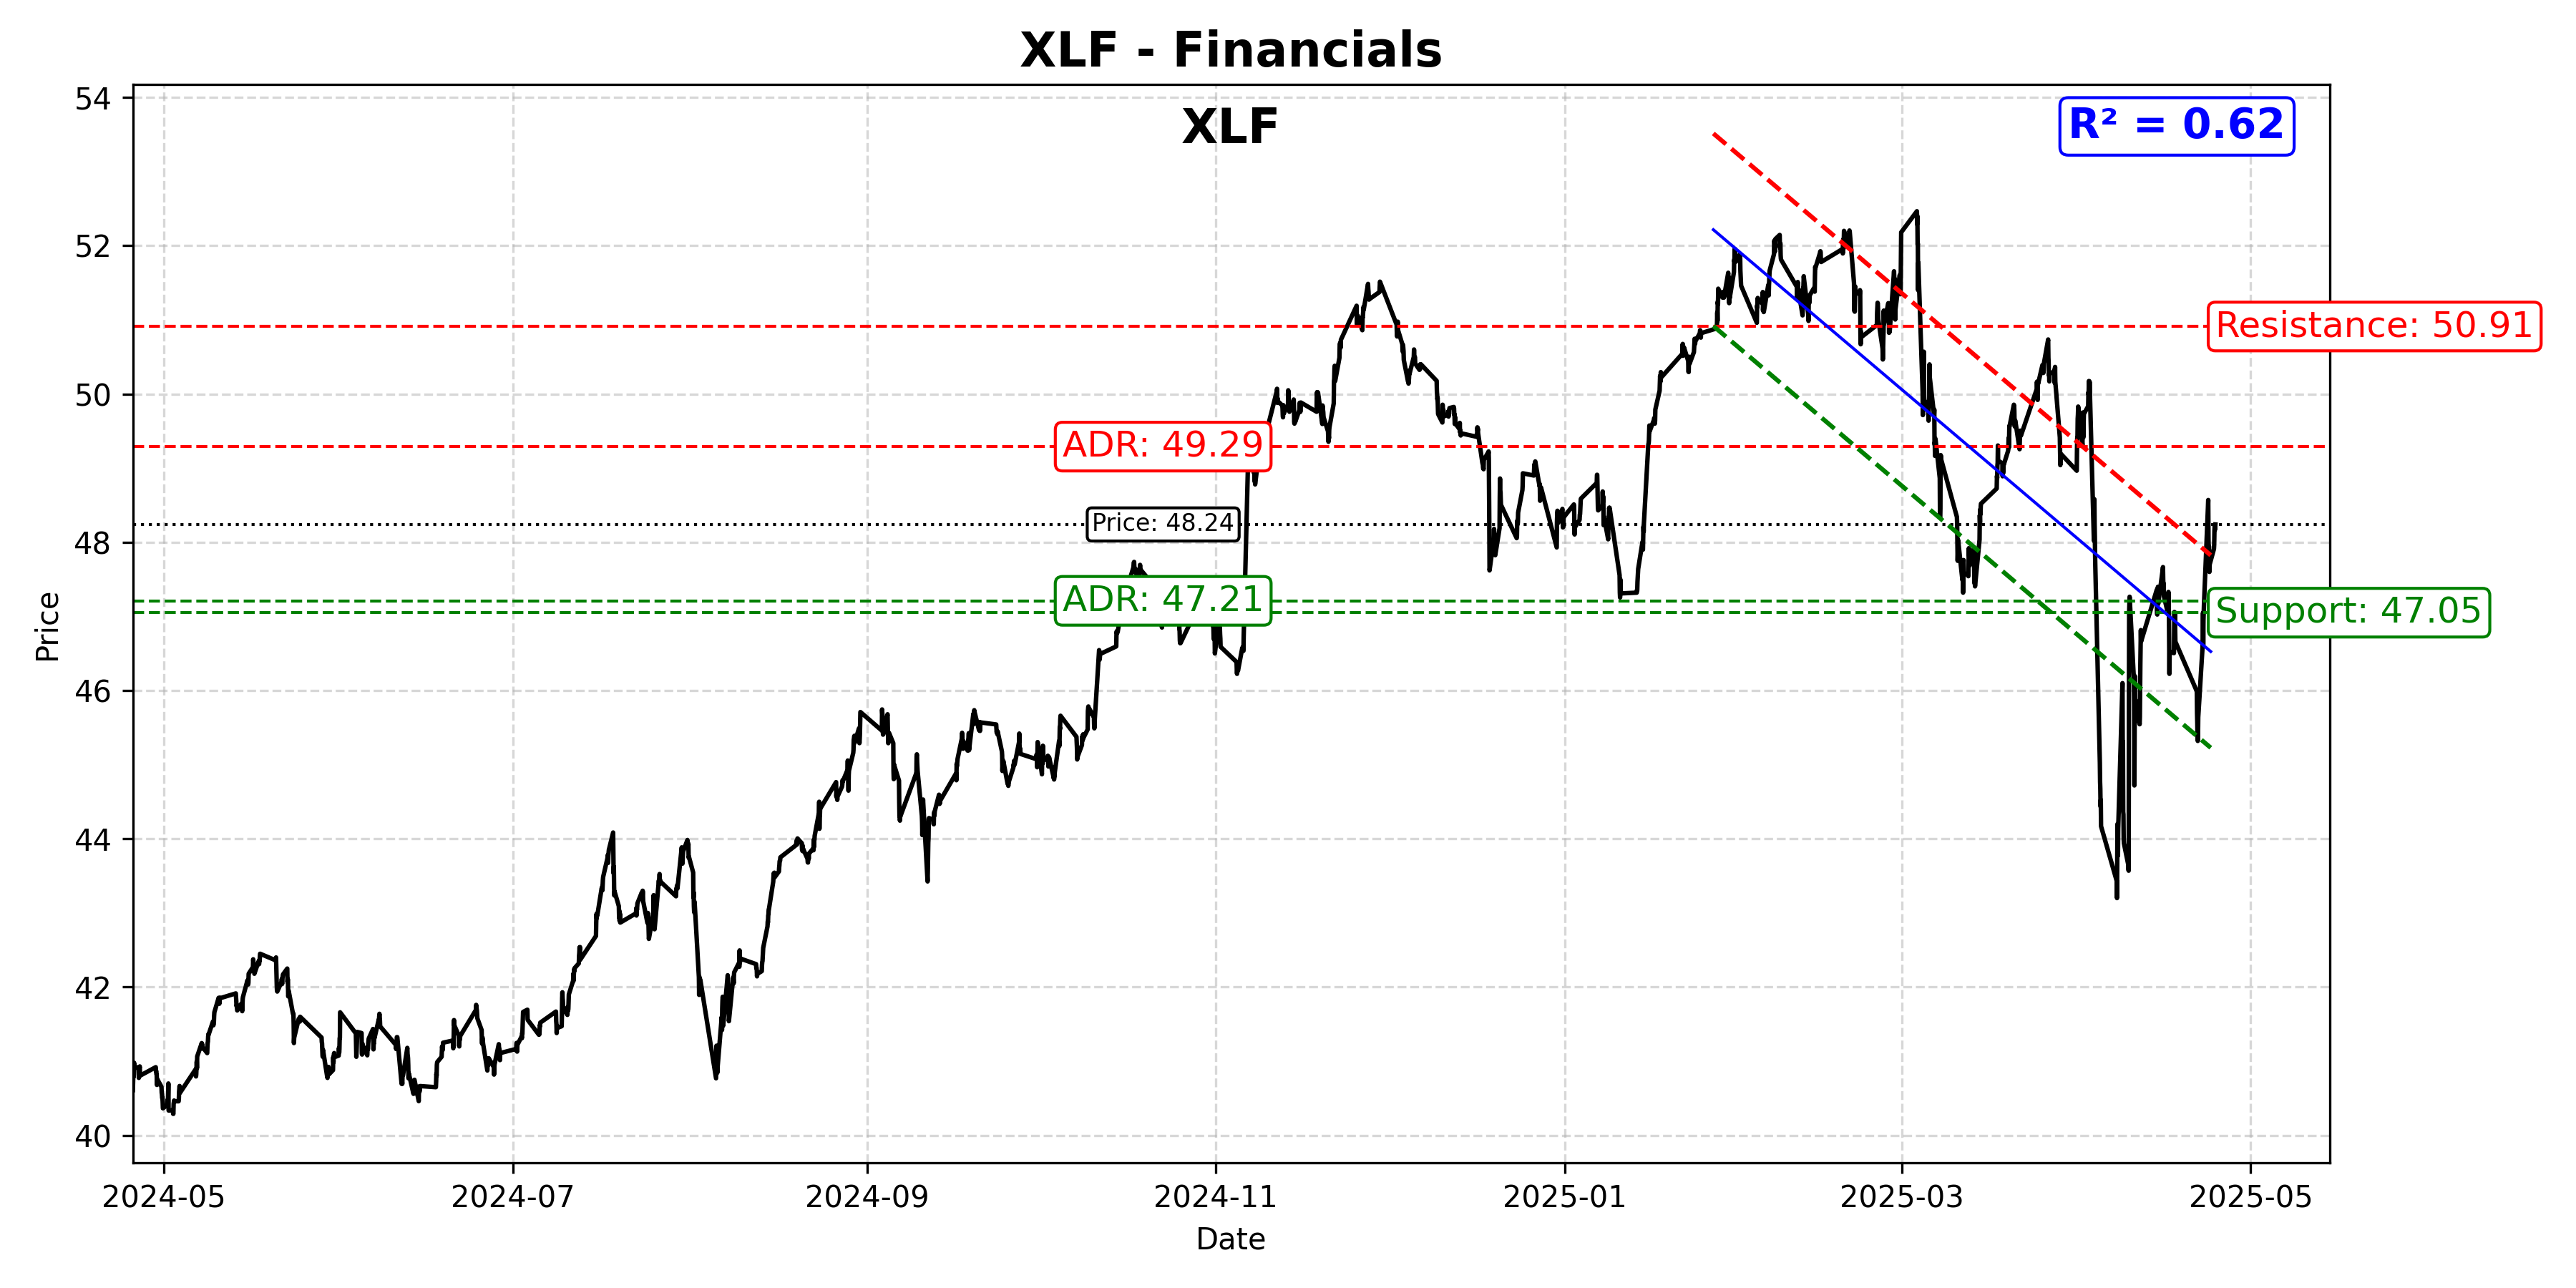 XLF - Financials
XLF
R² = 0.62
54
52
50
48
46
44
42
40
Price
Resistance: 50.91
ADR: 49.29
Price: 48.24
ADR: 47.21
Support: 47.05
2024-05
2024-07
2024-09
2024-11
2025-01
2025-03
2025-05
Date